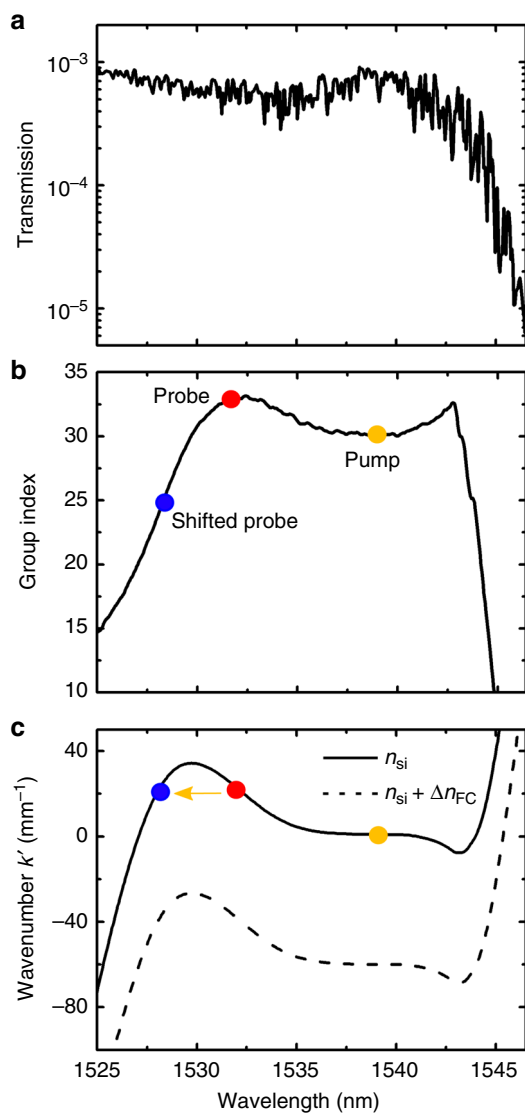 a
10⁻³
10⁻⁴
10⁻⁵
Transmission
b
35
30
25
20
15
10
Group index
Probe
Pump
Shifted probe
c
40
0
−40
−80
Wavenumber k′ (mm⁻¹)
n_si
n_si + Δn_FC
1525 1530 1535 1540 1545
Wavelength (nm)